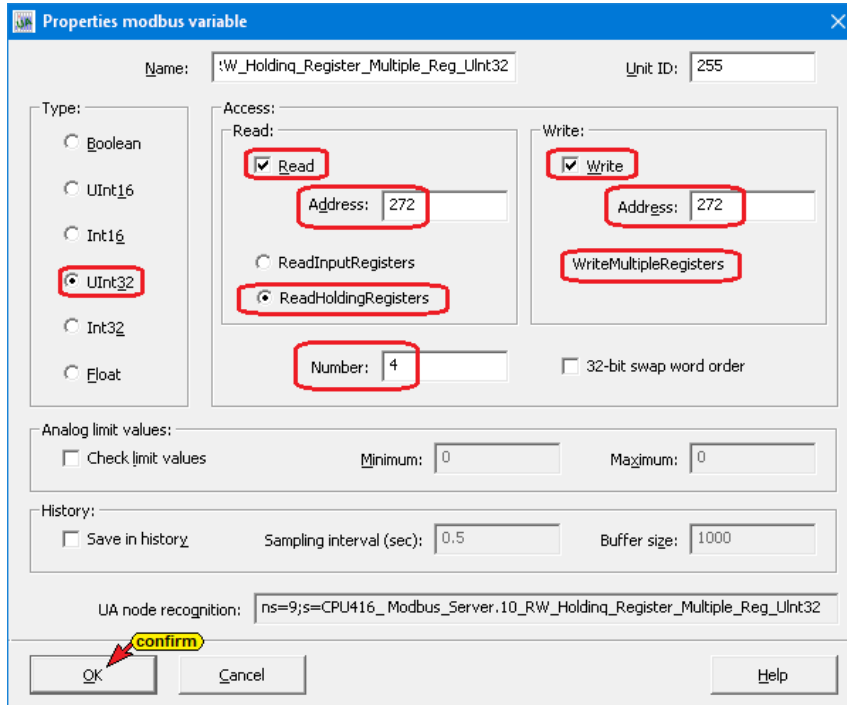 Properties modbus variable
Name: :W_Holding_Register_Multiple_Reg_UInt32 Unit ID: 255
Type:
Boolean
UInt16
Int16
UInt32
Int32
Float
Access:
Read:
Read
Address: 272
ReadInputRegisters
ReadHoldingRegisters
Write:
Write
Address: 272
WriteMultipleRegisters
Number: 4
32-bit swap word order
Analog limit values:
Check limit values Minimum: 0 Maximum: 0
History:
Save in history Sampling interval (sec): 0.5 Buffer size: 1000
UA node recognition: ns=9;s=CPU416_ Modbus_Server.10_RW_Holding_Register_Multiple_Reg_UInt32
confirm
OK Cancel Help